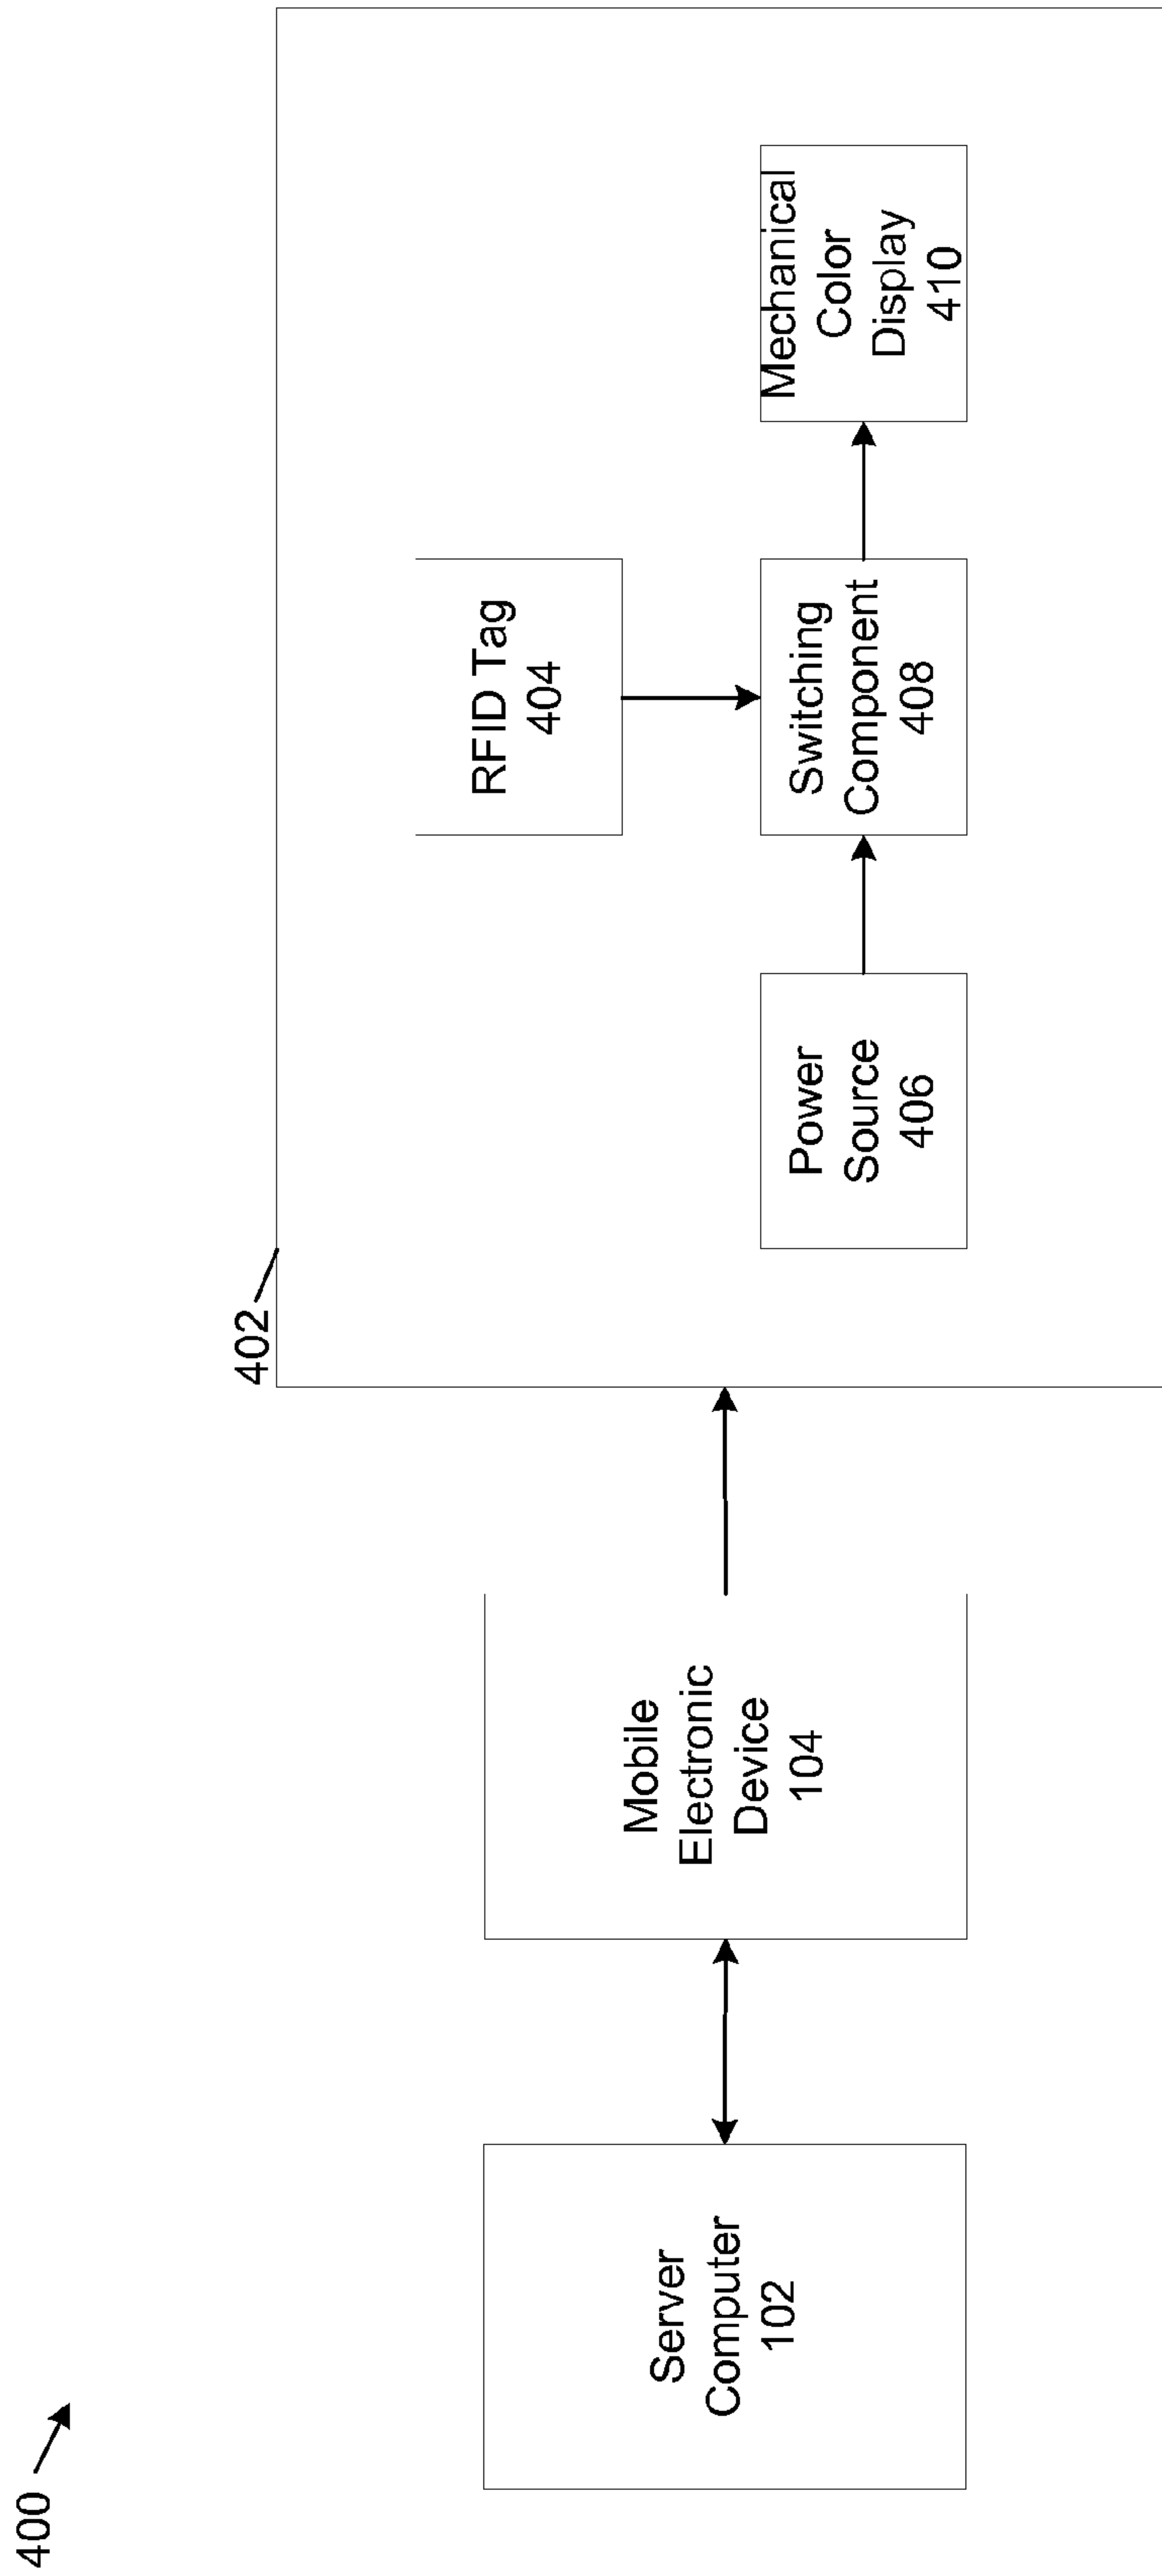 400
402
RFID Tag
404
Server
Computer
102
Mobile
Electronic
Device
104
Power
Source
406
Switching
Component
408
Mechanical
Color
Display
410